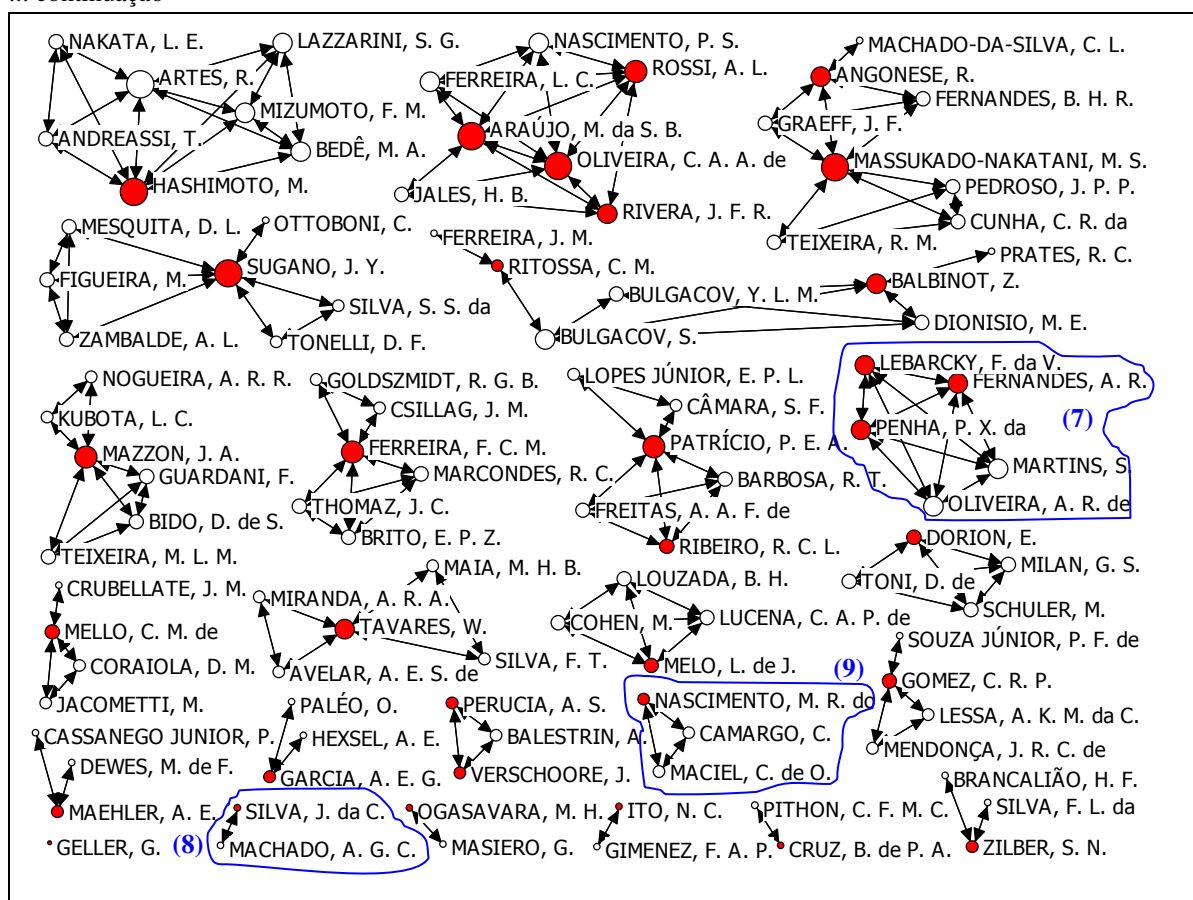 ... continuação
NAKATA, L. E.
LAZZARINI, S. G.
ARTES, R.
MIZUMOTO, F. M.
ANDREASSI, T.
BEDÊ, M. A.
HASHIMOTO, M.
NASCIMENTO, P. S.
ROSSI, A. L.
FERREIRA, L. C.
ARAÚJO, M. da S. B.
OLIVEIRA, C. A. A. de
JALES, H. B.
RIVERA, J. F. R.
MACHADO-DA-SILVA, C. L.
ANGONESE, R.
FERNANDES, B. H. R.
GRAEFF, J. F.
MASSUKADO-NAKATANI, M. S.
PEDROSO, J. P. P.
CUNHA, C. R. da
TEIXEIRA, R. M.
MESQUITA, D. L.
OTTOBONI, C.
FIGUEIRA, M.
SUGANO, J. Y.
SILVA, S. S. da
ZAMBALDE, A. L.
TONELLI, D. F.
FERREIRA, J. M.
RITOSSA, C. M.
PRATES, R. C.
BULGACOV, Y. L. M.
BALBINOT, Z.
BULGACOV, S.
DIONISIO, M. E.
NOGUEIRA, A. R. R.
KUBOTA, L. C.
MAZZON, J. A.
GUARDANI, F.
BIDO, D. de S.
TEIXEIRA, M. L. M.
GOLDSZMIDT, R. G. B.
CSILLAG, J. M.
FERREIRA, F. C. M.
MARCONDES, R. C.
THOMAZ, J. C.
BRITO, E. P. Z.
LOPES JÚNIOR, E. P. L.
CÂMARA, S. F.
PATRÍCIO, P. E. A.
BARBOSA, R. T.
FREITAS, A. A. F. de
RIBEIRO, R. C. L.
LEBARCKY, F. da V.
FERNANDES, A. R.
(7)
PENHA, P. X. da
MARTINS, S.
OLIVEIRA, A. R. de
DORION, E.
MILAN, G. S.
TONI, D. de
SCHULER, M.
CRUBELLATE, J. M.
MELLO, C. M. de
CORAIOLA, D. M.
JACOMETTI, M.
MAIA, M. H. B.
MIRANDA, A. R. A.
TAVARES, W.
AVELAR, A. E. S. de
SILVA, F. T.
LOUZADA, B. H.
COHEN, M.
LUCENA, C. A. P. de
MELO, L. de J.
SOUZA JÚNIOR, P. F. de
GOMEZ, C. R. P.
LESSA, A. K. M. da C.
MENDONÇA, J. R. C. de
(9)
NASCIMENTO, M. R. do
CAMARGO, C.
MACIEL, C. de O.
PALÉO, O.
HEXSEL, A. E.
GARCIA, A. E. G.
PERUCIA, A. S.
BALESTRIN, A.
VERSCHOORE, J.
CASSANEGO JUNIOR, P.
DEWES, M. de F.
MAEHLER, A. E.
BRANCALIÃO, H. F.
SILVA, F. L. da
ZILBER, S. N.
SILVA, J. da C.
(8)
MACHADO, A. G. C.
OGASAVARA, M. H.
MASIERO, G.
ITO, N. C.
GIMENEZ, F. A. P.
PITHON, C. F. M. C.
CRUZ, B. de P. A.
GELLER, G.